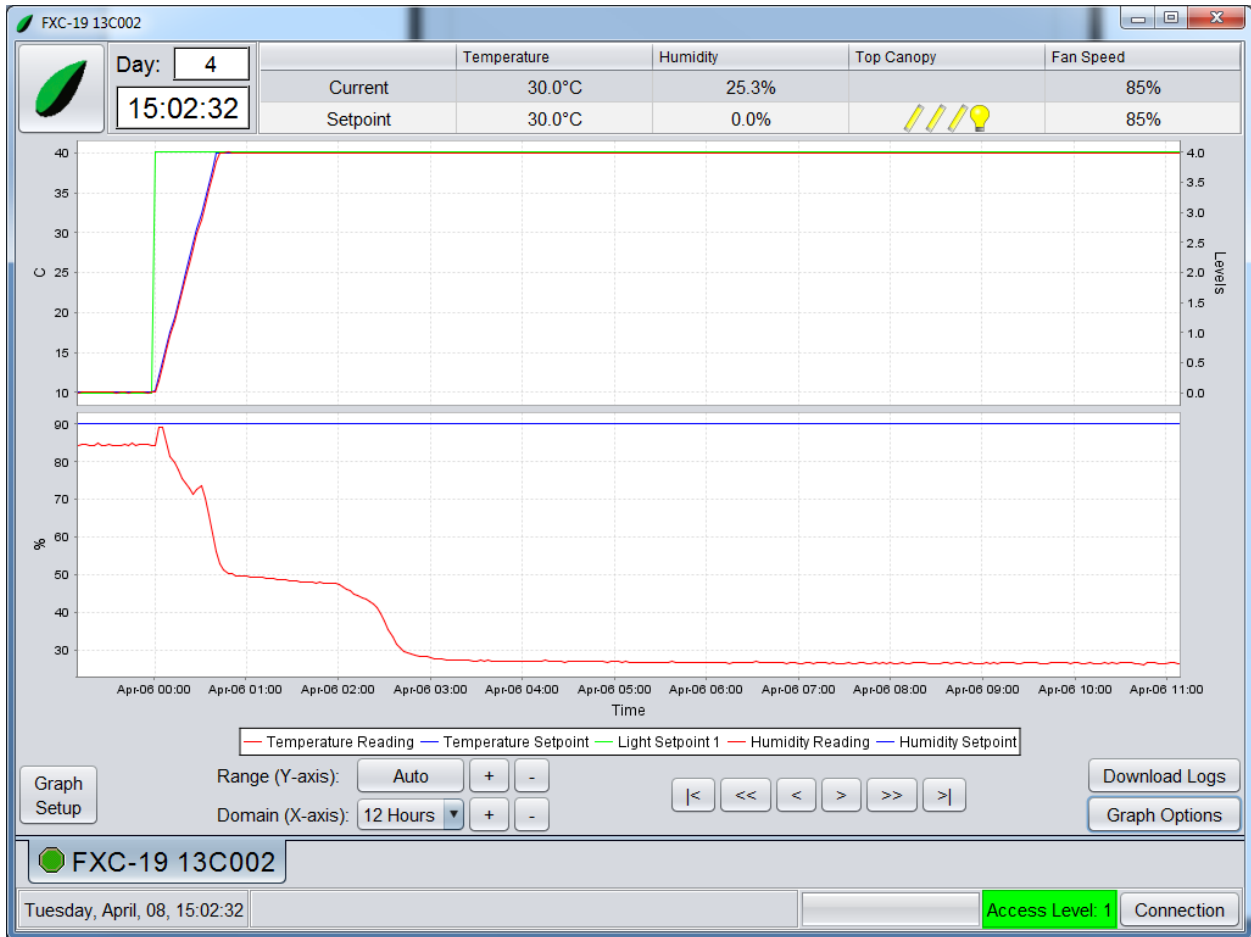 FXC-19 13C002
Day: 4
15:02:32
Temperature Humidity Top Canopy Fan Speed
Current 30.0°C 25.3% 85%
Setpoint 30.0°C 0.0% 85%
40 4.0
35 3.5
30 3.0
2.5
C 25 2.0 Levels
1.5
20
1.0
15 0.5
10 0.0
90
80
70
% 60
50
40
30
Apr-06 00:00 Apr-06 01:00 Apr-06 02:00 Apr-06 03:00 Apr-06 04:00 Apr-06 05:00 Apr-06 06:00 Apr-06 07:00 Apr-06 08:00 Apr-06 09:00 Apr-06 10:00 Apr-06 11:00
Time
Temperature Reading Temperature Setpoint Light Setpoint 1 Humidity Reading Humidity Setpoint
Graph Setup
Range (Y-axis): Auto + -
Domain (X-axis): 12 Hours + -
|< << < > >> >|
Download Logs
Graph Options
FXC-19 13C002
Tuesday, April, 08, 15:02:32 Access Level: 1 Connection